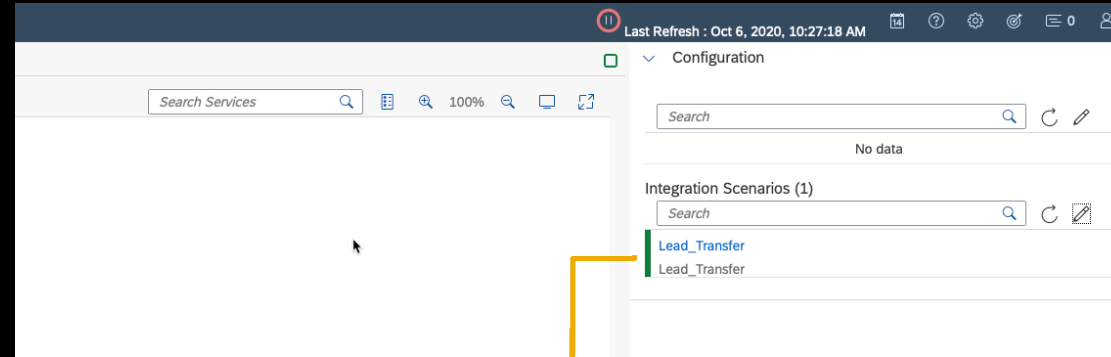 Last Refresh : Oct 6, 2020, 10:27:18 AM
14
0
Configuration
Search Services
100%
Search
No data
Integration Scenarios (1)
Search
Lead_Transfer
Lead_Transfer